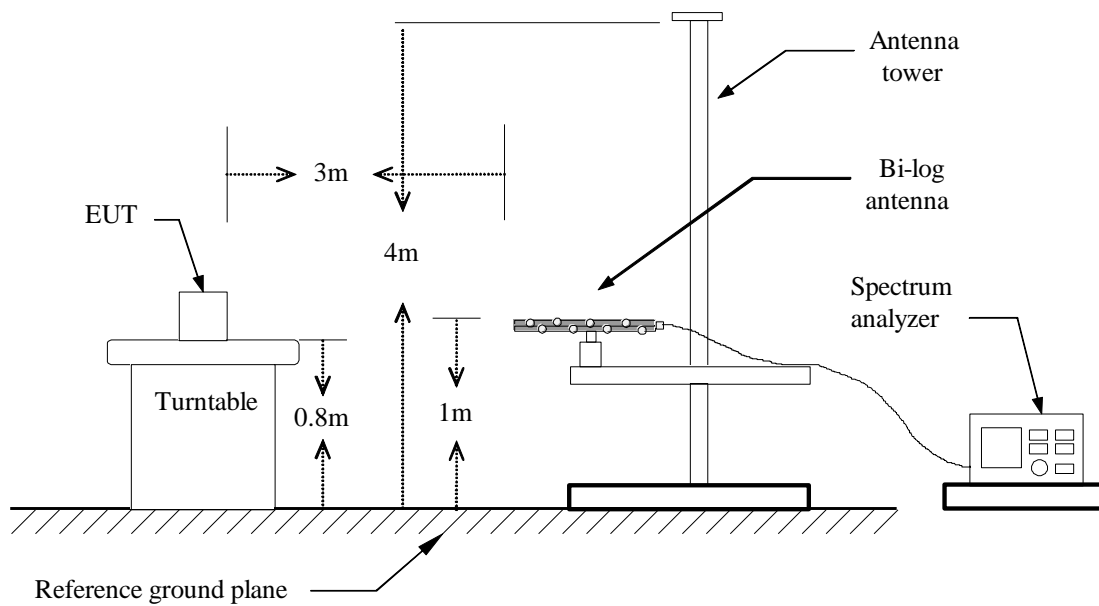 Antenna
tower
3m
Bi-log
antenna
EUT
4m
Spectrum
analyzer
Turntable
0.8m
1m
Reference ground plane